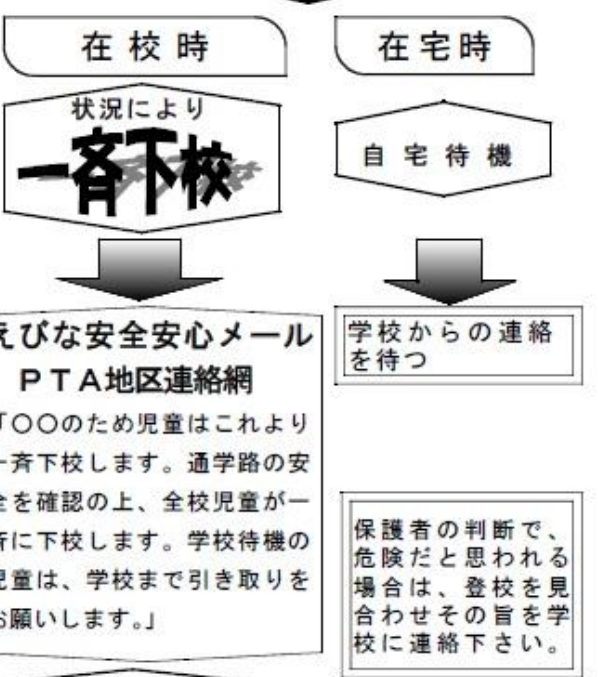 在校時
状況により
一斉下校
えびな安全安心メール
PTA地区連絡網
「〇〇のため児童はこれより
一斉下校します。通学路の安
全を確認の上、全校児童が一
斉に下校します。学校待機の
児童は、学校まで引き取りを
お願いします。」
在宅時
自宅待機
学校からの連絡
を待つ
保護者の判断で、
危険だと思われる
場合は、登校を見
合わせその旨を学
校に連絡下さい。